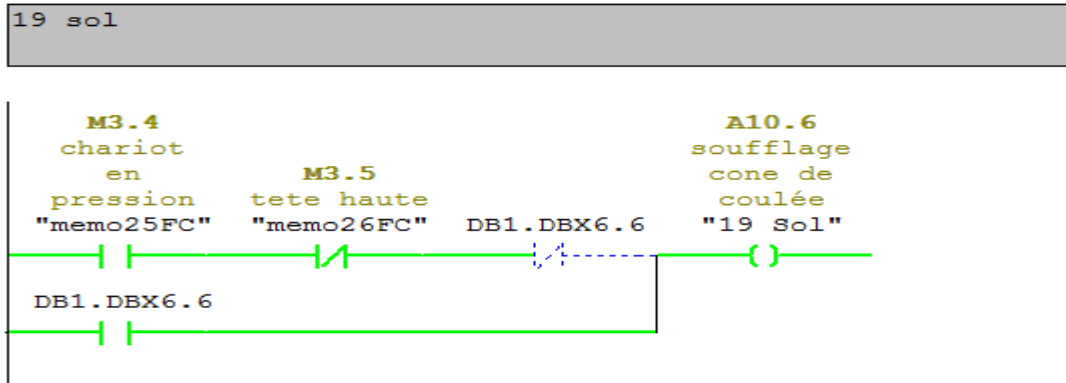 19 sol
M3.4
chariot
en
pression
"memo25FC"
M3.5
tete haute
"memo26FC"
DB1.DBX6.6
A10.6
soufflage
cone de
coulée
"19 Sol"
DB1.DBX6.6